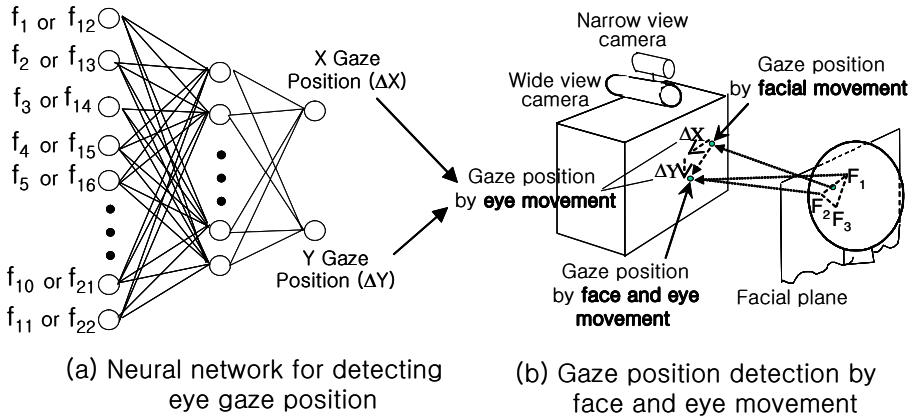 f1 or f12
f2 or f13
f3 or f14
f4 or f15
f5 or f16
f10 or f21
f11 or f22
X Gaze
Position (ΔX)
Y Gaze
Position (ΔY)
Gaze position
by eye movement
(a) Neural network for detecting
eye gaze position
Narrow view
camera
Wide view
camera
Gaze position
by facial movement
ΔX
ΔY
F1
F2
F3
Gaze position
by face and eye
movement
Facial plane
(b) Gaze position detection by
face and eye movement